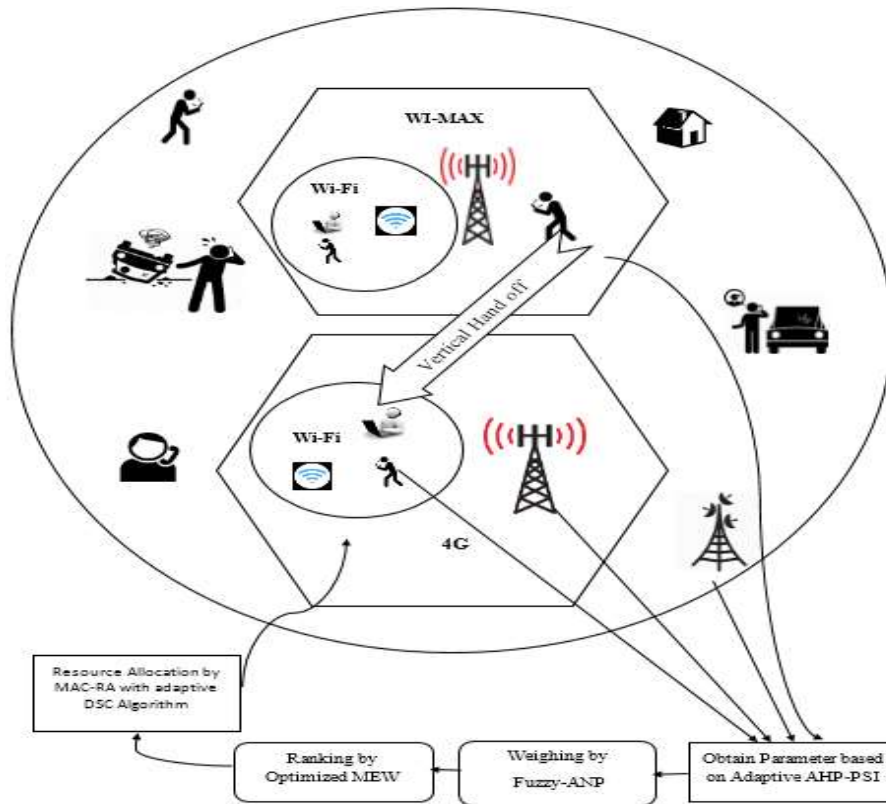 WI-MAX
Wi-Fi
Vertical Hand off
Wi-Fi
4G
Resource Allocation by
MAC-RA with adaptive
DSC Algorithm
Ranking by
Optimized MEW
Weighing by
Fuzzy-ANP
Obtain Parameter based
on Adaptive AHP-PSI